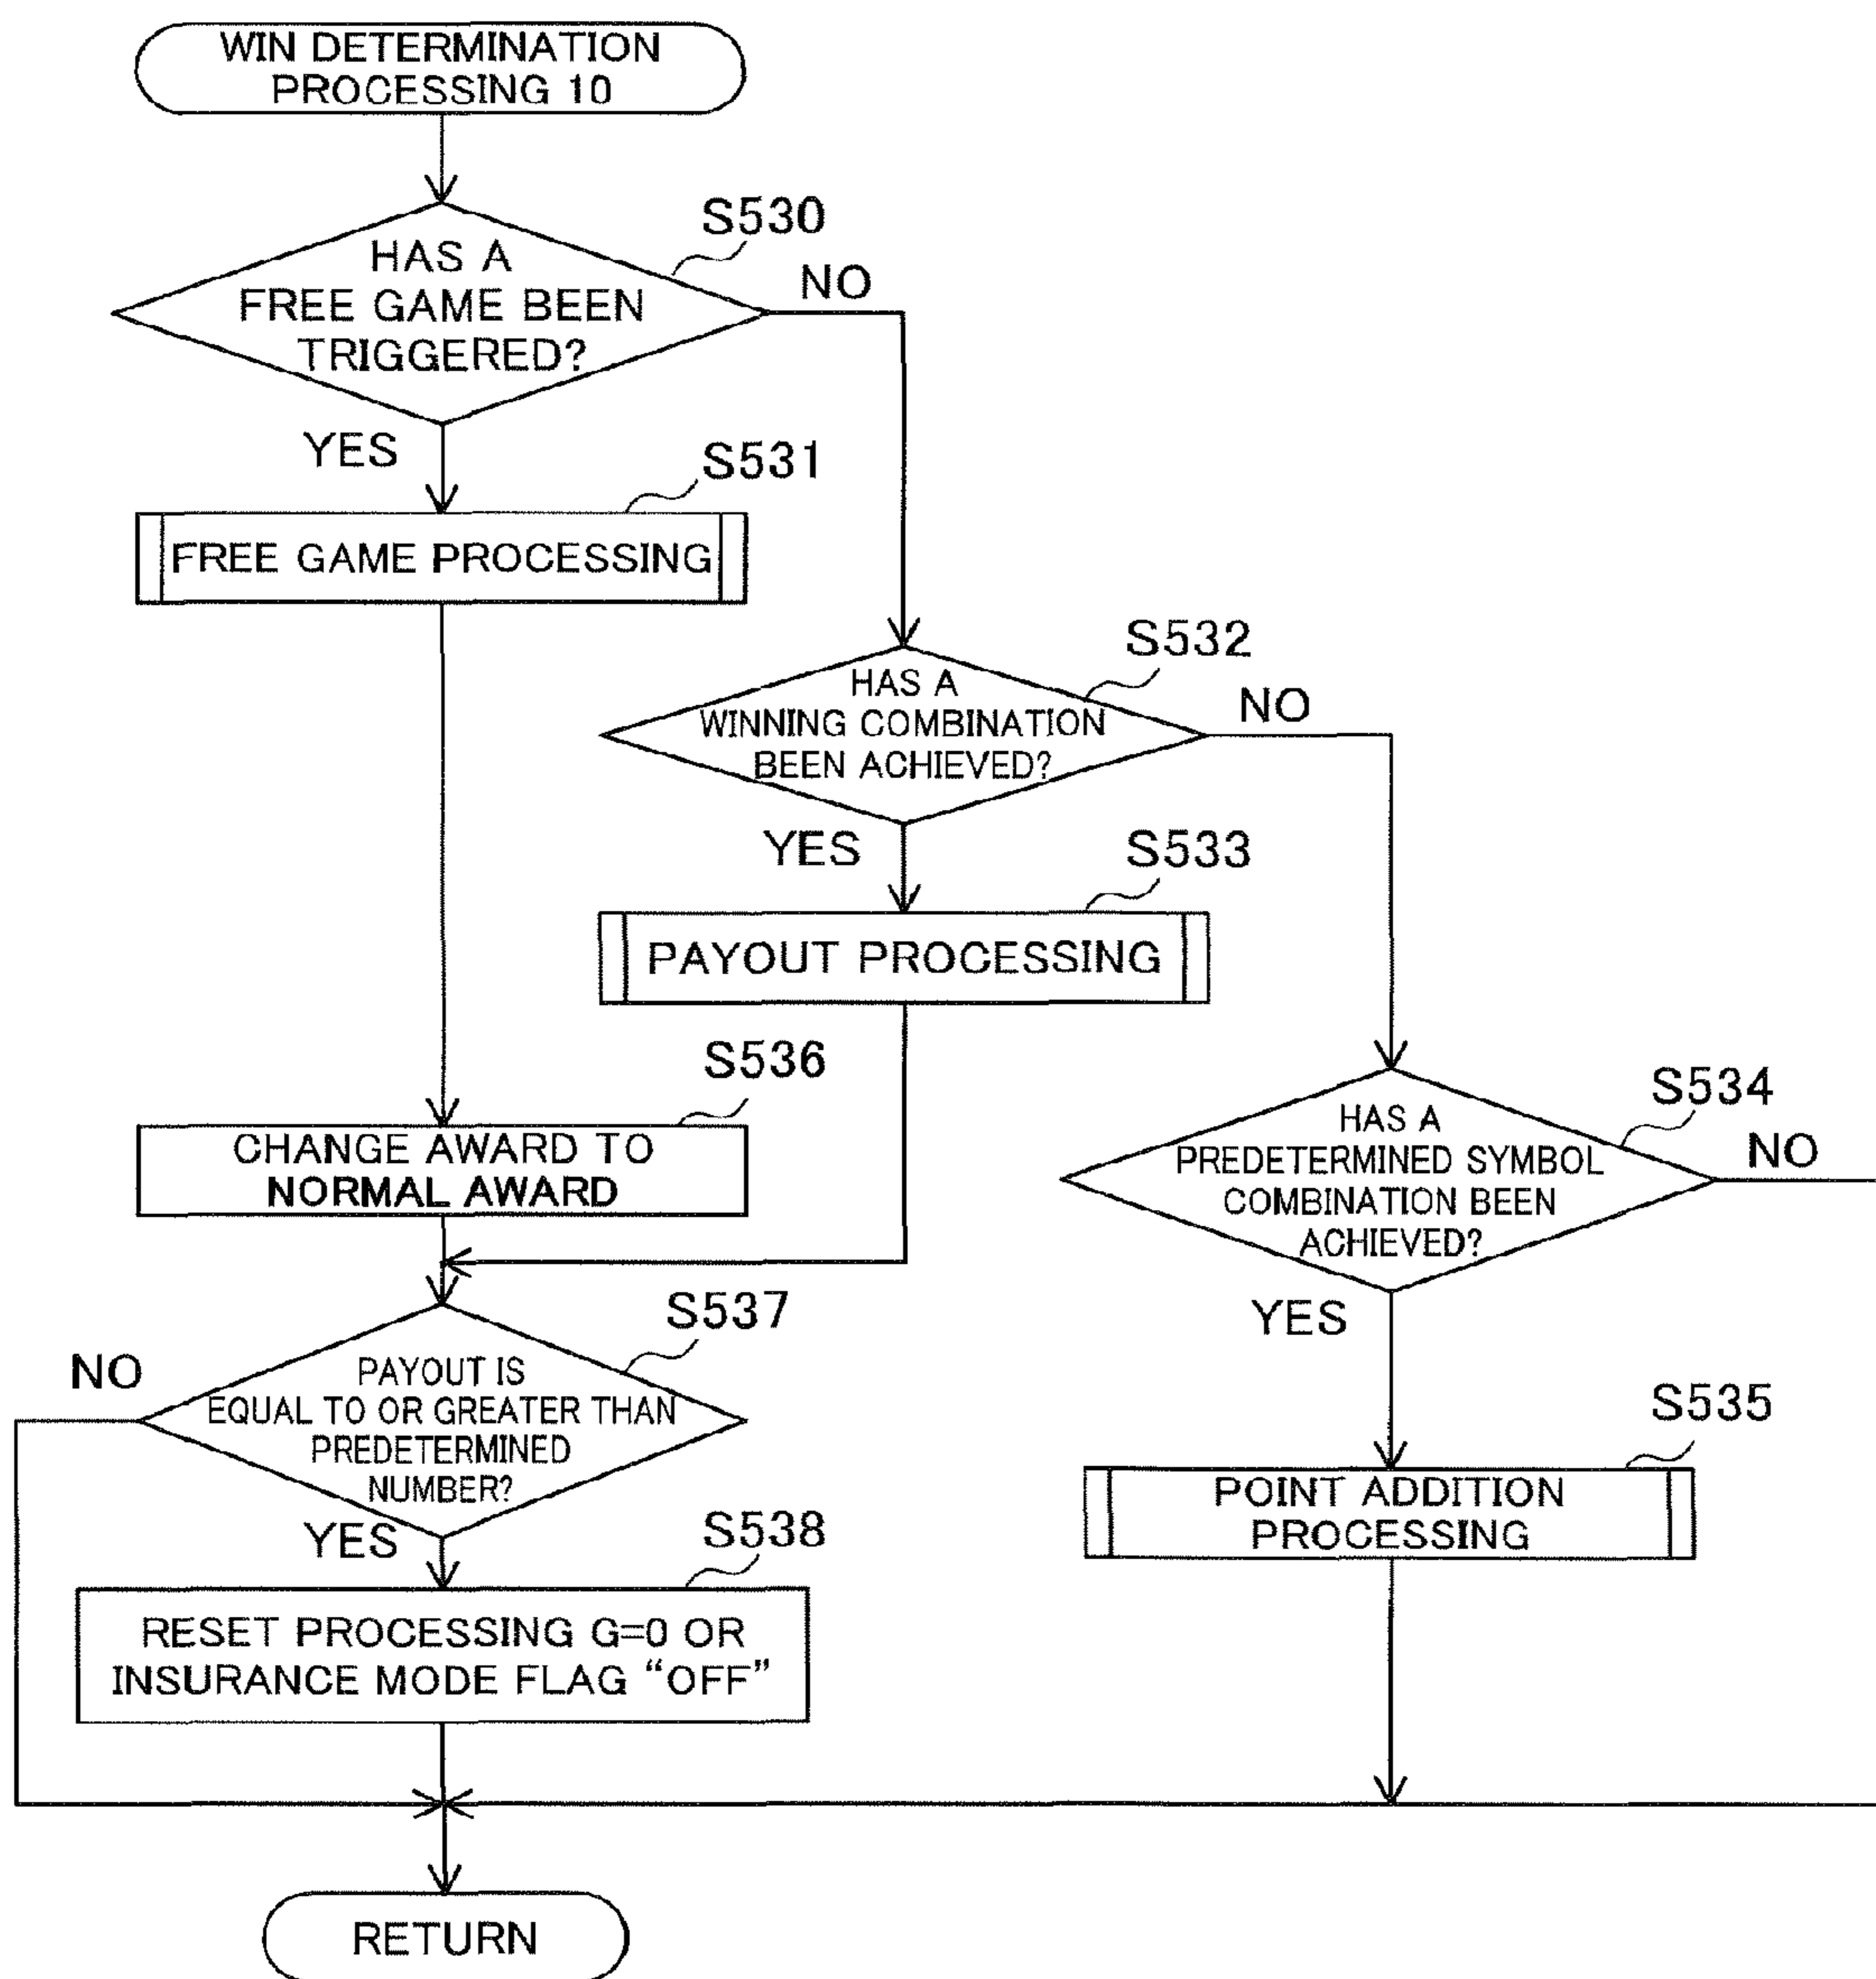 WIN DETERMINATION
PROCESSING 10
S530
HAS A
FREE GAME BEEN
TRIGGERED?
NO
YES
S531
FREE GAME PROCESSING
S532
HAS A
WINNING COMBINATION
BEEN ACHIEVED?
NO
YES
S533
PAYOUT PROCESSING
S534
HAS A
PREDETERMINED SYMBOL
COMBINATION BEEN
ACHIEVED?
NO
YES
S535
POINT ADDITION
PROCESSING
S536
CHANGE AWARD TO
NORMAL AWARD
S537
PAYOUT IS
EQUAL TO OR GREATER THAN
PREDETERMINED
NUMBER?
NO
YES
S538
RESET PROCESSING G=0 OR
INSURANCE MODE FLAG “OFF”
RETURN